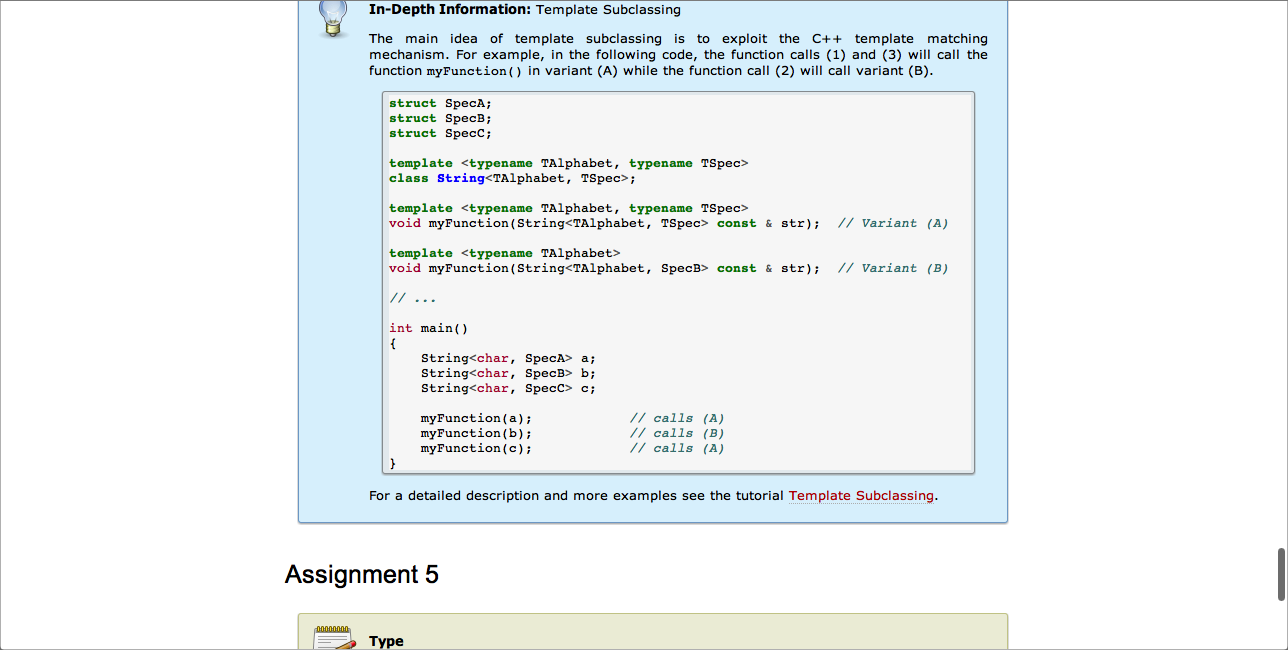 In-Depth Information: Template Subclassing
The main idea of template subclassing is to exploit the C++ template matching
mechanism. For example, in the following code, the function calls (1) and (3) will call the
function myFunction() in variant (A) while the function call (2) will call variant (B).
struct SpecA;
struct SpecB;
struct SpecC;
template <typename TAlphabet, typename TSpec>
class String<TAlphabet, TSpec>;
template <typename TAlphabet, typename TSpec>
void myFunction(String<TAlphabet, TSpec> const & str);  // Variant (A)
template <typename TAlphabet>
void myFunction(String<TAlphabet, SpecB> const & str);  // Variant (B)
// ...
int main()
{
    String<char, SpecA> a;
    String<char, SpecB> b;
    String<char, SpecC> c;
    myFunction(a);            // calls (A)
    myFunction(b);            // calls (B)
    myFunction(c);            // calls (A)
}
For a detailed description and more examples see the tutorial Template Subclassing.
Assignment 5
Type